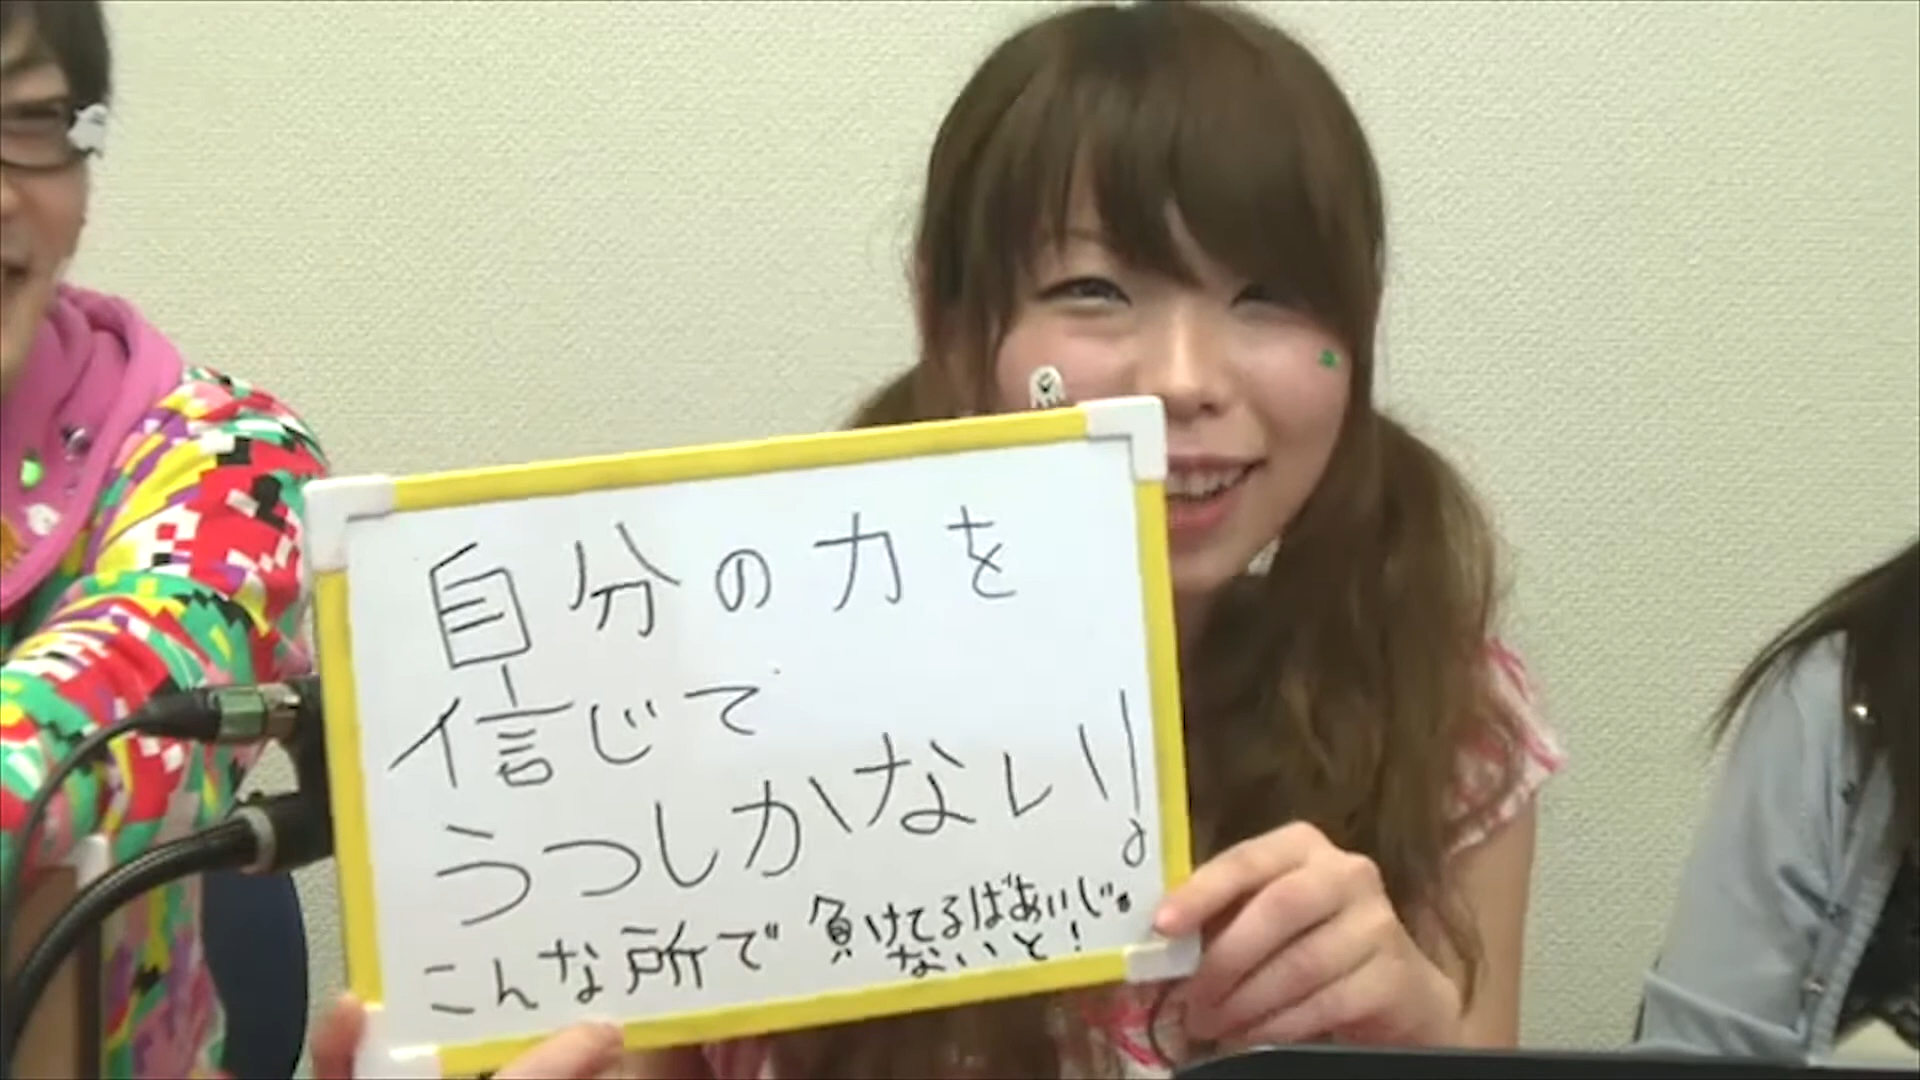 自分の力を
信じて
うつしかない!
こんな所で負けてるばあいじゃ
ないと!